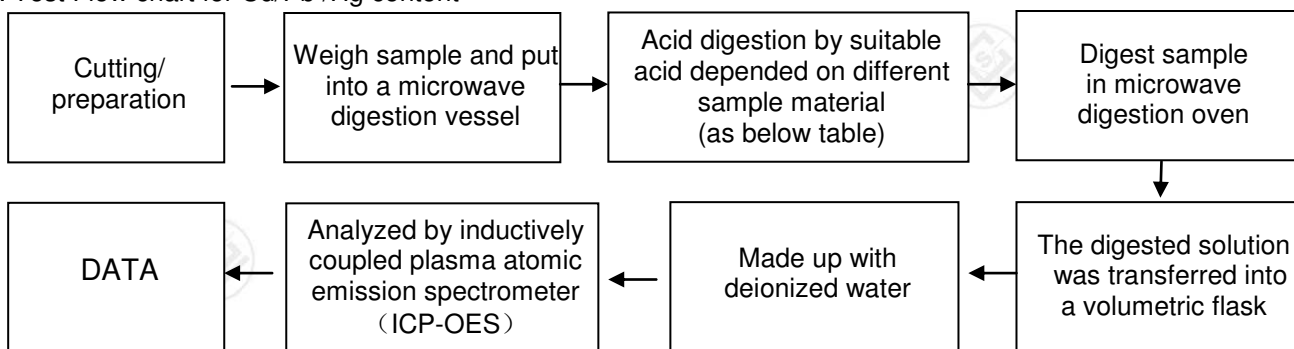 Test Flow chart for Cd/Pb/Hg content
Cutting/
preparation
Weigh sample and put
into a microwave
digestion vessel
Acid digestion by suitable
acid depended on different
sample material
(as below table)
Digest sample
in microwave
digestion oven
The digested solution
was transferred into
a volumetric flask
Made up with
deionized water
Analyzed by inductively
coupled plasma atomic
emission spectrometer
（ICP-OES）
DATA